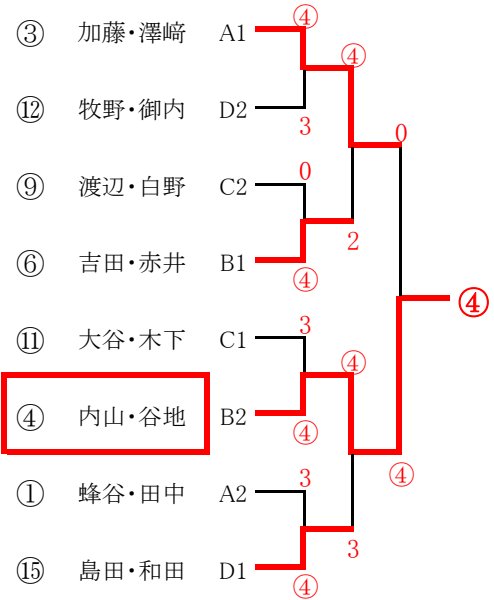 ④
③ 加藤・澤﨑 A1
④
⑫ 牧野・御内 D2
3
0
0
⑨ 渡辺・白野 C2
2
⑥ 吉田・赤井 B1
④
④
3
⑪ 大谷・木下 C1
④
④ 内山・谷地 B2
④
④
3
① 蜂谷・田中 A2
3
⑮ 島田・和田 D1
④